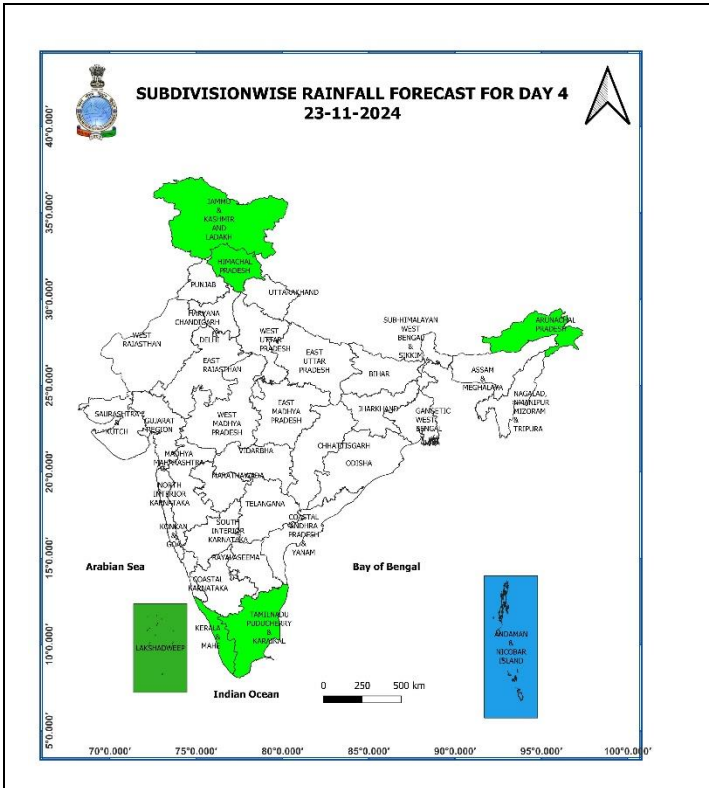 SUBDIVISIONWISE RAINFALL FORECAST FOR DAY 4
23-11-2024
40°0.000'
35°0.000'
30°0.000'
25°0.000'
20°0.000'
15°0.000'
10°0.000'
5°0.000'
JAMMU
&
KASHMIR
AND
LADAKH
HIMACHAL
PRADESH
PUNJAB
UTTARAKHAND
HARYANA
CHANDIGARH
&
DELHI
WEST
RAJASTHAN
WEST
UTTAR
PRADESH
EAST
UTTAR
PRADESH
EAST
RAJASTHAN
SUB-HIMALAYAN
WEST
BENGAL
&
SIKKIM
ARUNACHAL
PRADESH
ASSAM
&
MEGHALAYA
NAGALAD,
MANIPUR
MIZORAM
&
TRIPURA
BIHAR
JHARKHAND
GANGETIC
WEST
BENGAL
SAURASHTRA
&
KUTCH
GUJARAT
REGION
WEST
MADHYA
PRADESH
EAST
MADHYA
PRADESH
CHHATISGARH
ODISHA
VIDARBHA
MADHYA
MAHARASHTRA
MARATHAWADA
NORTH
INTERIOR
KARNATAKA
TELANGANA
KONKAN
&
GOA
SOUTH
INTERIOR
KARNATAKA
COASTAL
ANDHRA
PRADESH
&
YANAM
RAYALASEEMA
COASTAL
KARNATAKA
Arabian Sea
Bay of Bengal
KERALA
&
MAHE
TAMILNADU
PUDUCHERRY
&
KARAIKAL
LAKSHADWEEP
ANDAMAN
&
NICOBAR
ISLAND
Indian Ocean
0 250 500 km
70°0.000' 75°0.000' 80°0.000' 85°0.000' 90°0.000' 95°0.000' 100°0.000'